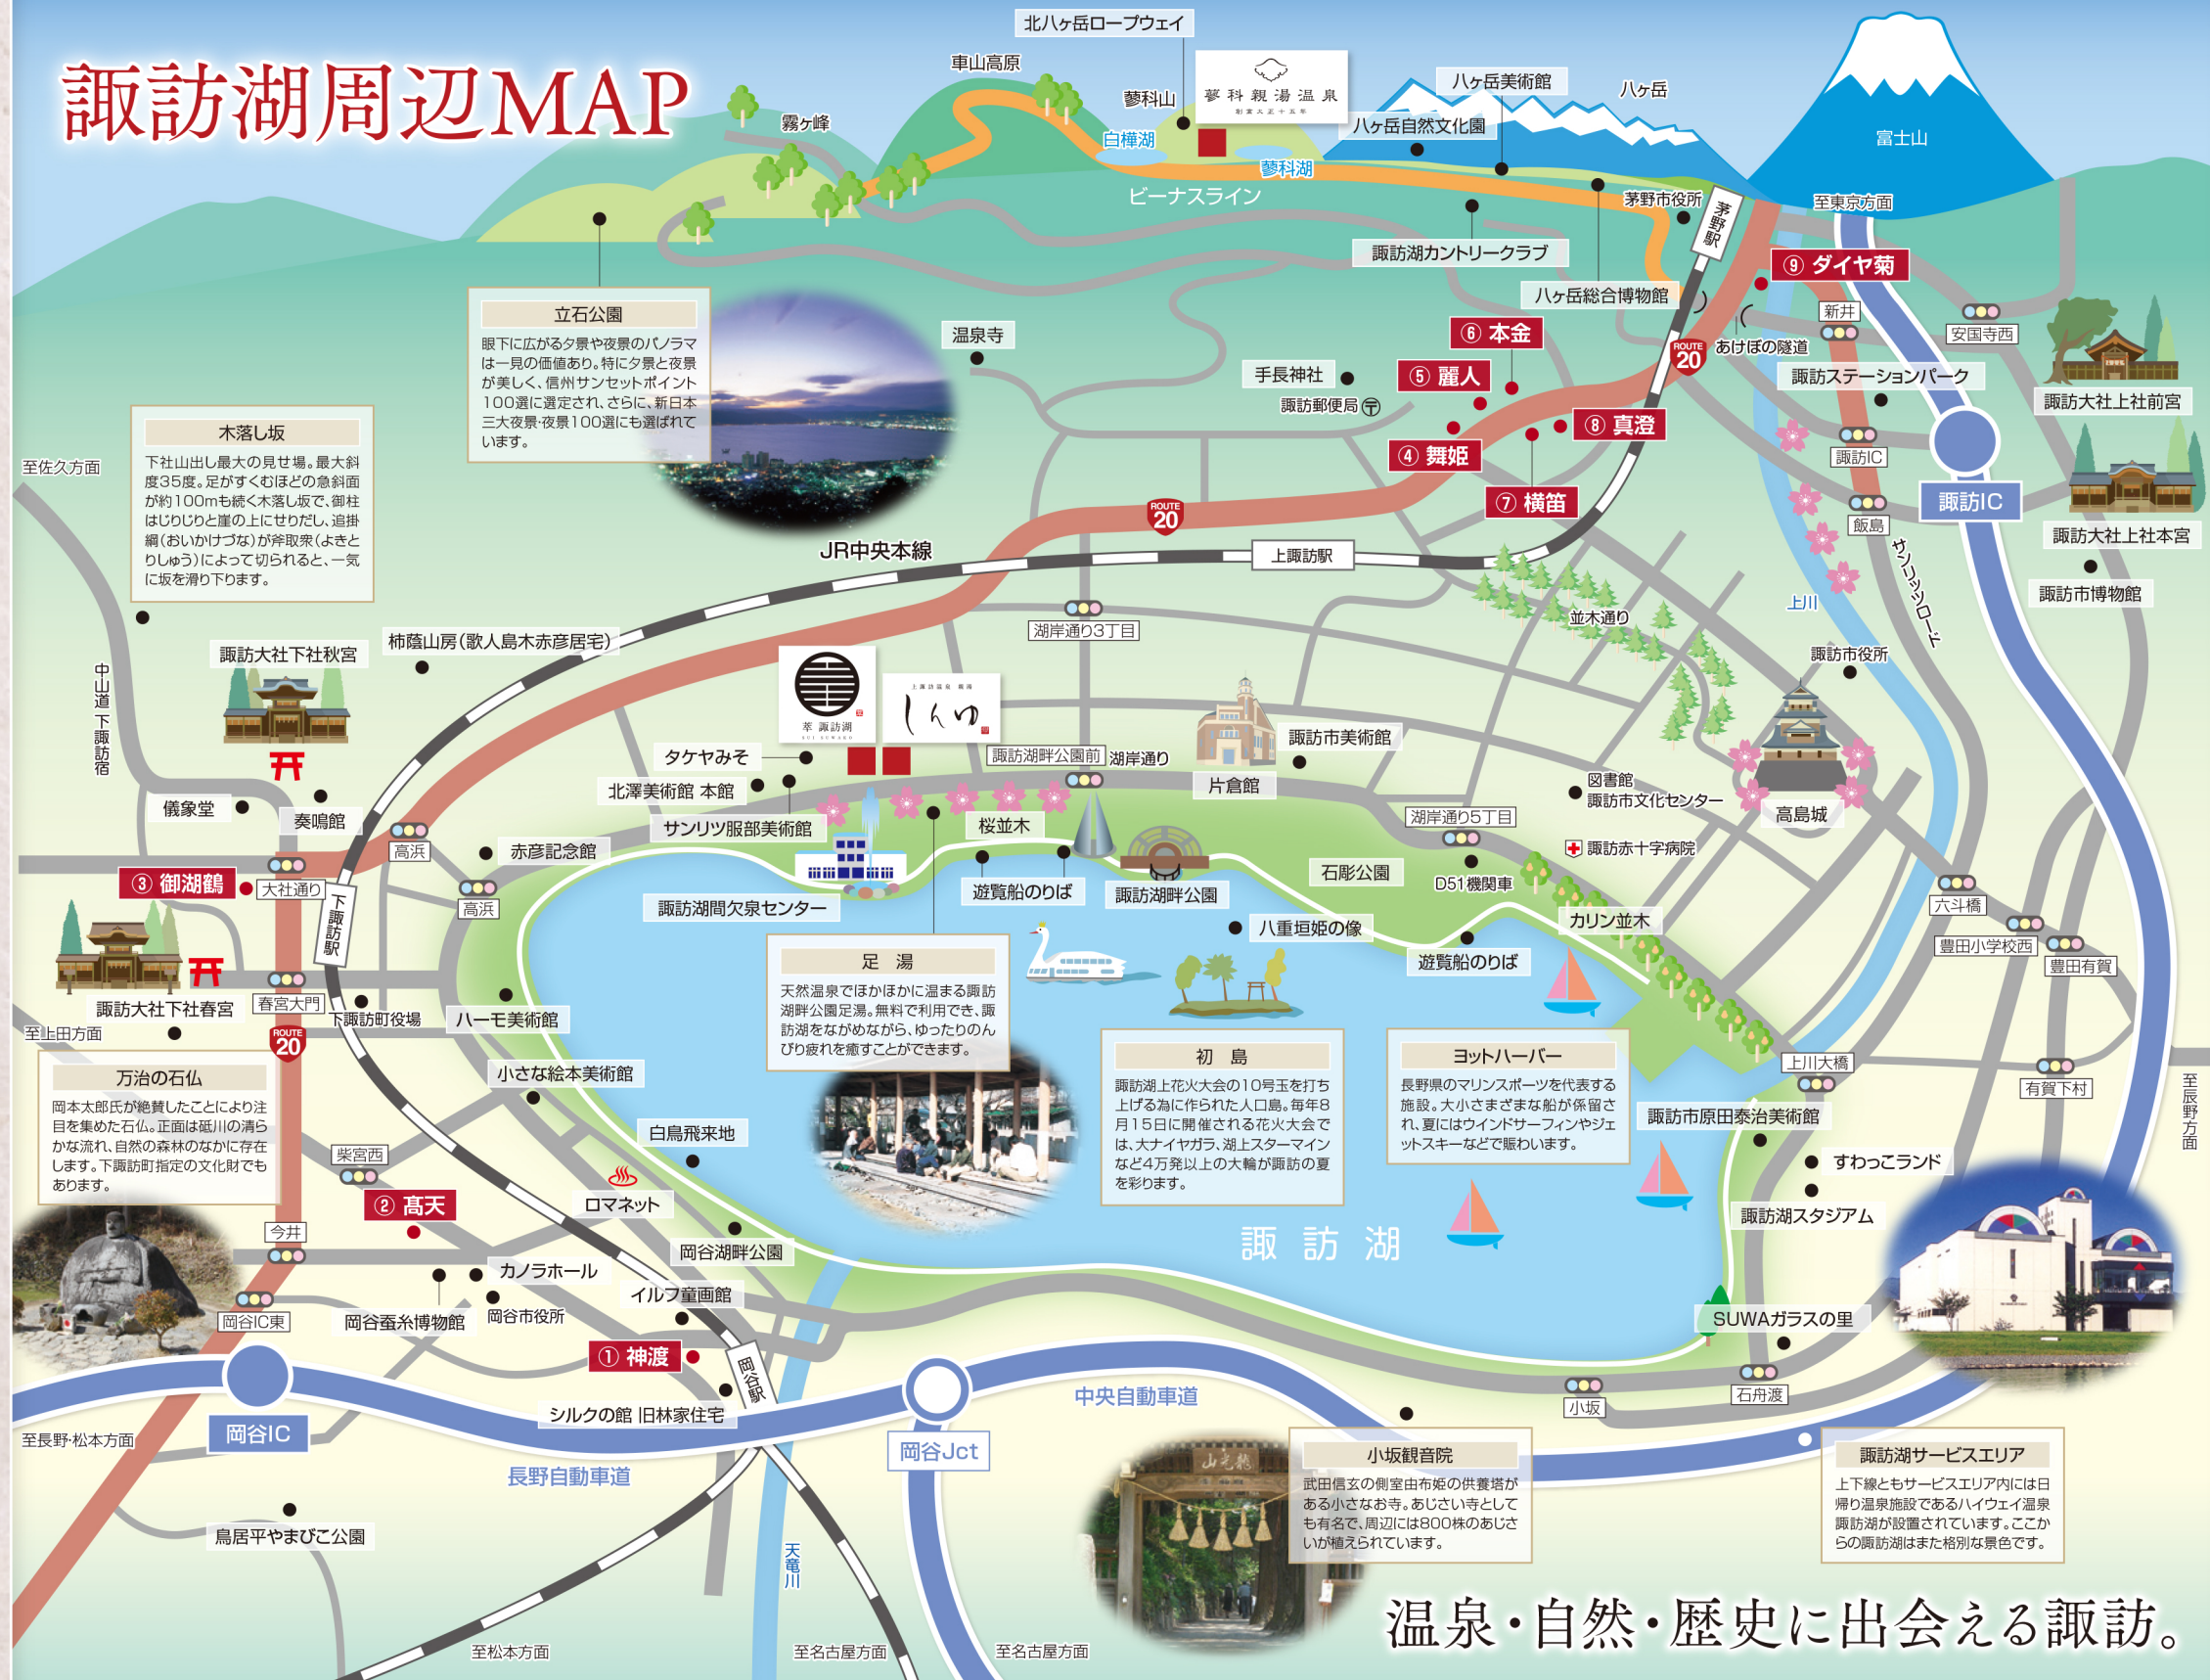 諏訪湖周辺MAP
北八ヶ岳ロープウェイ
車山高原
蓼科山
蓼科親湯温泉
創業大正十五年
八ヶ岳美術館
八ヶ岳
八ヶ岳自然文化園
霧ヶ峰
白樺湖
蓼科湖
ビーナスライン
富士山
茅野市役所
茅野駅
至東京方面
諏訪湖カントリークラブ
八ヶ岳総合博物館
⑨ ダイヤ菊
新井
安国寺西
あけぼの隧道
ROUTE
20
諏訪ステーションパーク
諏訪大社上社前宮
諏訪IC
諏訪IC
飯島
諏訪大社上社本宮
諏訪市博物館
サンリッツロード
上川
立石公園
眼下に広がる夕景や夜景のパノラマ
は一見の価値あり。特に夕景と夜景
が美しく、信州サンセットポイント
100選に選定され、さらに、新日本
三大夜景・夜景100選にも選ばれて
います。
温泉寺
手長神社
諏訪郵便局
⑥ 本金
⑤ 麗人
④ 舞姫
⑧ 真澄
⑦ 横笛
木落し坂
下社山出し最大の見せ場。最大斜
度35度。足がすくむほどの急斜面
が約100mも続く木落し坂で、御柱
はじりじりと崖の上にせりだし、追掛
綱(おいかけづな)が斧取衆(よきと
りしゅう)によって切られると、一気
に坂を滑り下ります。
至佐久方面
ROUTE
20
JR中央本線
上諏訪駅
湖岸通り3丁目
並木通り
諏訪市役所
高島城
中山道 下諏訪宿
諏訪大社下社秋宮
柿蔭山房(歌人島木赤彦居宅)
萃 諏訪湖
SUI SUWAKO
上諏訪温泉 親湯
しんゆ
タケヤみそ
北澤美術館 本館
サンリツ服部美術館
諏訪湖畔公園前
湖岸通り
桜並木
片倉館
諏訪市美術館
図書館
諏訪市文化センター
湖岸通り5丁目
諏訪赤十字病院
D51機関車
石彫公園
カリン並木
儀象堂
奏鳴館
高浜
赤彦記念館
高浜
③ 御湖鶴
大社通り
下諏訪駅
諏訪湖間欠泉センター
遊覧船のりば
諏訪湖畔公園
八重垣姫の像
遊覧船のりば
六斗橋
豊田小学校西
豊田有賀
諏訪大社下社春宮
春宮大門
下諏訪町役場
ハーモ美術館
至上田方面
ROUTE
20
足 湯
天然温泉でほかほかに温まる諏訪
湖畔公園足湯。無料で利用でき、諏
訪湖をながめながら、ゆったりのん
びり疲れを癒すことができます。
初 島
諏訪湖上花火大会の10号玉を打ち
上げる為に作られた人口島。毎年8
月15日に開催される花火大会で
は、大ナイヤガラ、湖上スターマイン
など4万発以上の大輪が諏訪の夏
を彩ります。
ヨットハーバー
長野県のマリンスポーツを代表する
施設。大小さまざまな船が係留さ
れ、夏にはウインドサーフィンやジェ
ットスキーなどで賑わいます。
上川大橋
有賀下村
至辰野方面
諏訪市原田泰治美術館
すわっこランド
諏訪湖スタジアム
万治の石仏
岡本太郎氏が絶賛したことにより注
目を集めた石仏。正面は砥川の清ら
かな流れ、自然の森林のなかに存在
します。下諏訪町指定の文化財でも
あります。
小さな絵本美術館
白鳥飛来地
柴宮西
② 髙天
ロマネット
岡谷湖畔公園
諏訪湖
今井
カノラホール
岡谷蚕糸博物館
岡谷市役所
イルフ童画館
岡谷IC東
① 神渡
岡谷駅
シルクの館 旧林家住宅
SUWAガラスの里
石舟渡
小坂
中央自動車道
岡谷IC
岡谷Jct
長野自動車道
至長野・松本方面
鳥居平やまびこ公園
天竜川
小坂観音院
武田信玄の側室由布姫の供養塔が
ある小さなお寺。あじさい寺として
も有名で、周辺には800株のあじさ
いが植えられています。
諏訪湖サービスエリア
上下線ともサービスエリア内には日
帰り温泉施設であるハイウェイ温泉
諏訪湖が設置されています。ここか
らの諏訪湖はまた格別な景色です。
至松本方面
至名古屋方面
至名古屋方面
温泉・自然・歴史に出会える諏訪。